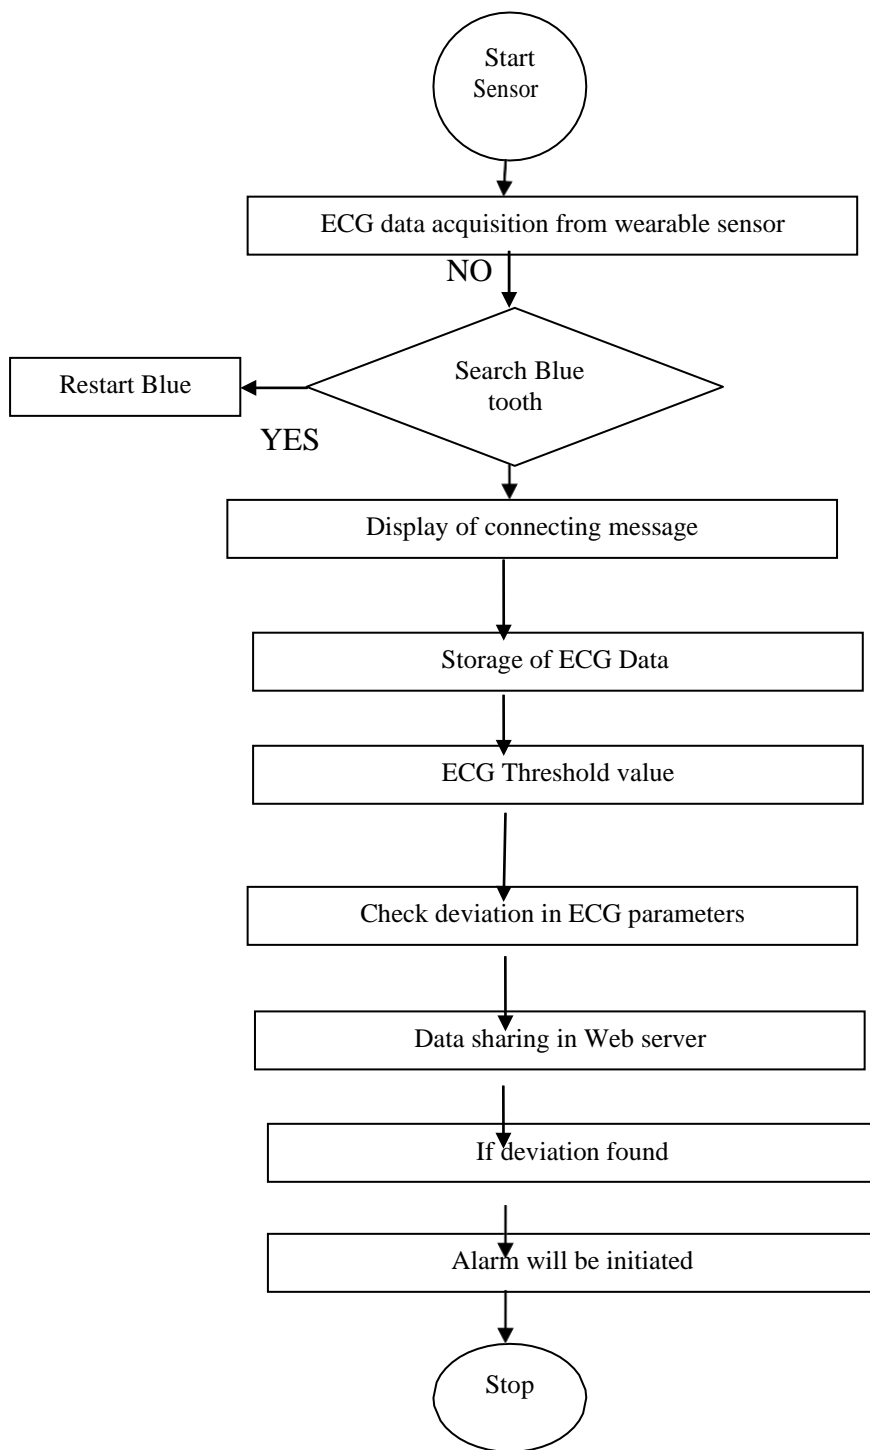 Start
Sensor
ECG data acquisition from wearable sensor
NO
Search Blue
tooth
Restart Blue
YES
Display of connecting message
Storage of ECG Data
ECG Threshold value
Check deviation in ECG parameters
Data sharing in Web server
If deviation found
Alarm will be initiated
Stop